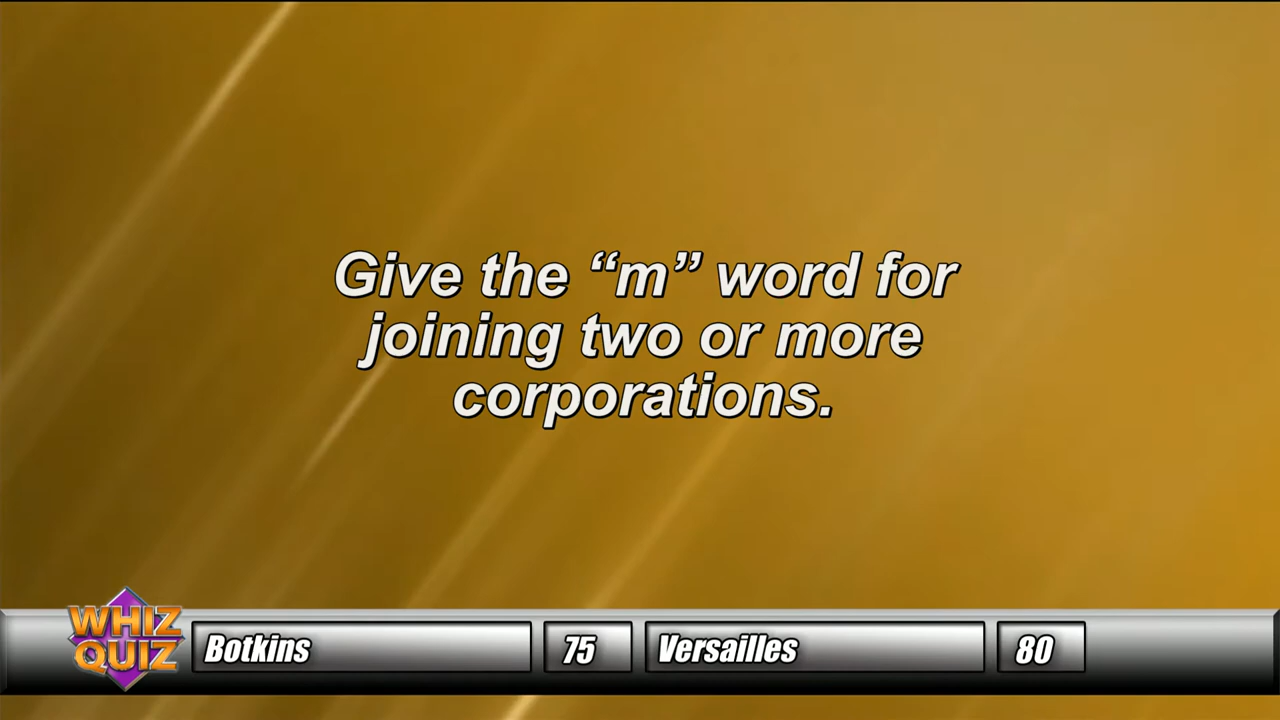 Give the “m” word for
joining two or more
corporations.
WHIZ
QUIZ
Botkins
75
Versailles
80